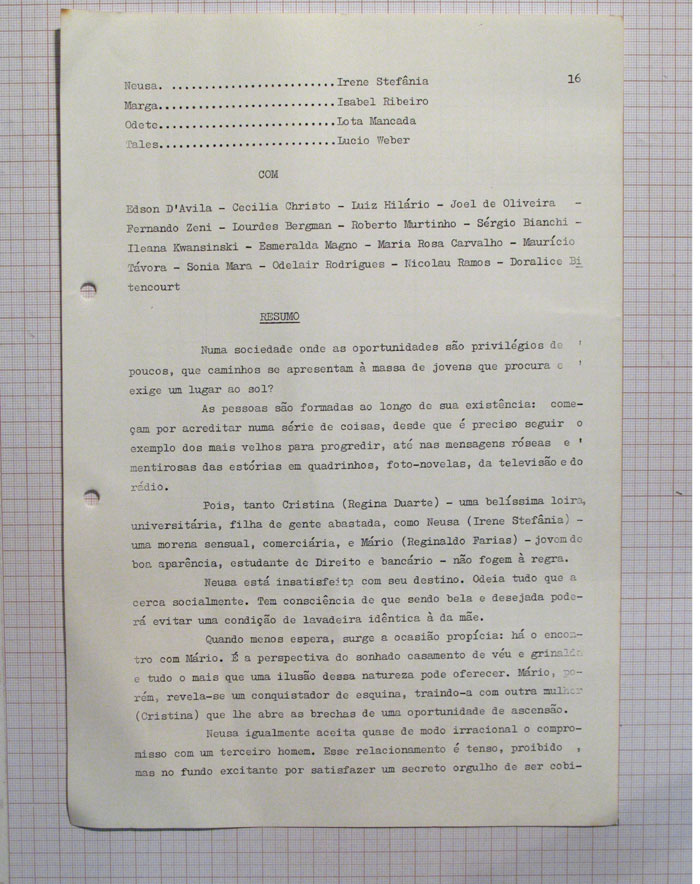 16
Neusa. .........................Irene Stefânia
Marga...........................Isabel Ribeiro
Odete...........................Lota Mancada
Tales...........................Lucio Weber
COM
Edson D'Avila - Cecilia Christo - Luiz Hilário - Joel de Oliveira -
Fernando Zeni - Lourdes Bergman - Roberto Murtinho - Sérgio Bianchi -
Ileana Kwansinski - Esmeralda Magno - Maria Rosa Carvalho - Maurício
Távora - Sonia Mara - Odelair Rodrigues - Nicolau Ramos - Doralice Bi
tencourt
RESUMO
Numa sociedade onde as oportunidades são privilégios de '
poucos, que caminhos se apresentam à massa de jovens que procura e '
exige um lugar ao sol?
As pessoas são formadas ao longo de sua existência: come-
çam por acreditar numa série de coisas, desde que é preciso seguir o
exemplo dos mais velhos para progredir, até nas mensagens róseas e '
mentirosas das estórias em quadrinhos, foto-novelas, da televisão e do
rádio.
Pois, tanto Cristina (Regina Duarte) - uma belíssima loira,
universitária, filha de gente abastada, como Neusa (Irene Stefânia) -
uma morena sensual, comerciária, e Mário (Reginaldo Farias) - jovem de
boa aparência, estudante de Direito e bancário - não fogem à regra.
Neusa está insatisfeita com seu destino. Odeia tudo que a
cerca socialmente. Tem consciência de que sendo bela e desejada pode-
rá evitar uma condição de lavadeira idêntica à da mãe.
Quando menos espera, surge a ocasião propícia: há o encon-
tro com Mário. É a perspectiva do sonhado casamento de véu e grinalda
e tudo o mais que uma ilusão dessa natureza pode oferecer. Mário, po-
rém, revela-se um conquistador de esquina, traindo-a com outra mulher
(Cristina) que lhe abre as brechas de uma oportunidade de ascensão.
Neusa igualmente aceita quase de modo irracional o compro-
misso com um terceiro homem. Esse relacionamento é tenso, proibido ,
mas no fundo excitante por satisfazer um secreto orgulho de ser cobi-